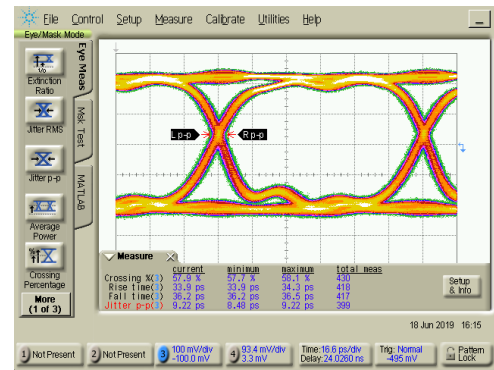 File Control Setup Measure Calibrate Utilities Help
Eye/Mask Mode
Extinction
Ratio
Jitter RMS
Jitter p-p
Average
Power
Crossing
Percentage
More
(1 of 3)
Eye Meas
Msk Test
MATLAB
L p-p
R p-p
Measure
current minimum maximum total meas
Crossing %(3) 57.9 % 57.7 % 58.1 % 430
Rise time(3) 33.9 ps 33.9 ps 34.3 ps 418
Fall time(3) 36.2 ps 36.2 ps 36.5 ps 417
Jitter p-p(3) 9.22 ps 8.48 ps 9.22 ps 399
Setup
& Info
18 Jun 2019 16:15
1 Not Present
2 Not Present
3 100 mV/div
-100.0 mV
4 93.4 mV/div
3.3 mV
Time:16.6 ps/div
Delay:24.0260 ns
Trig: Normal
-495 mV
Pattern
Lock